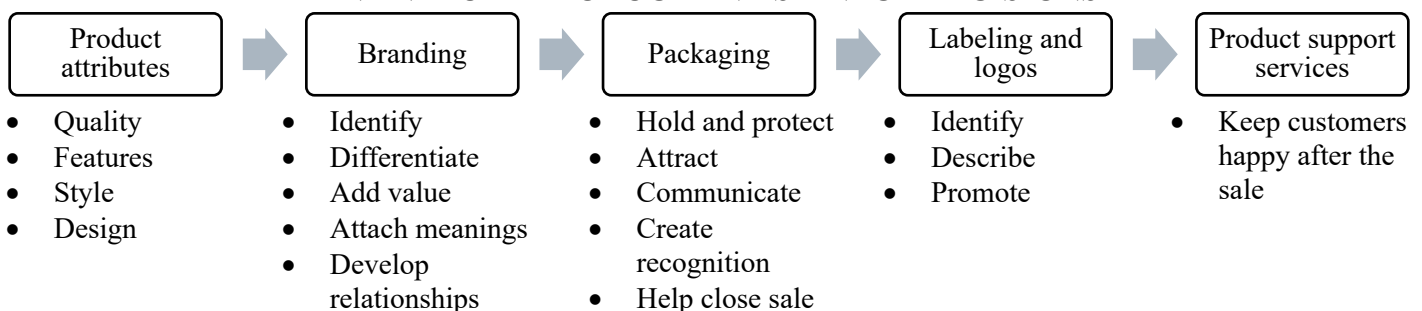 Product
attributes
Branding
Packaging
Labeling and
logos
Product support
services
• Quality
• Features
• Style
• Design
• Identify
• Differentiate
• Add value
• Attach meanings
• Develop
relationships
• Hold and protect
• Attract
• Communicate
• Create
recognition
• Help close sale
• Identify
• Describe
• Promote
• Keep customers
happy after the
sale